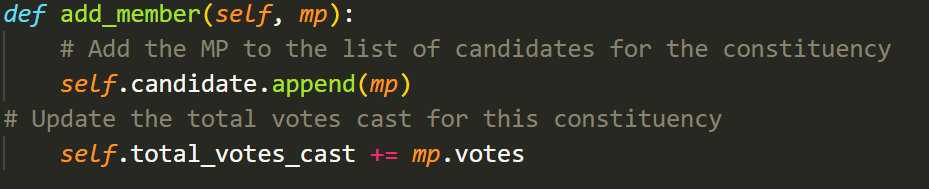 def add_member(self, mp):
    # Add the MP to the list of candidates for the constituency
    self.candidate.append(mp)
# Update the total votes cast for this constituency
    self.total_votes_cast += mp.votes